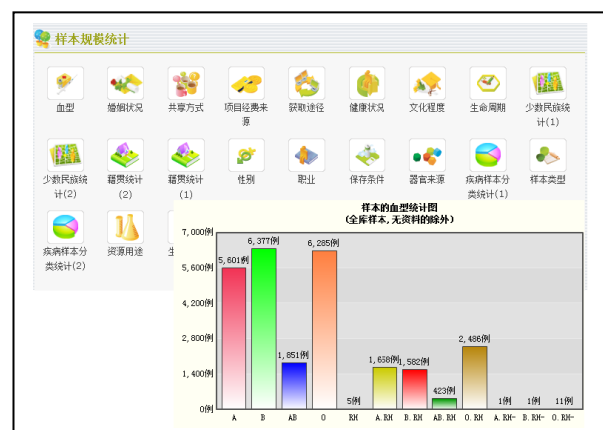 样本规模统计
血型
婚姻状况
共享方式
项目经费来
源
获取途径
健康状况
文化程度
生命周期
少数民族统
计(1)
少数民族统
计(2)
籍贯统计
(2)
籍贯统计
(1)
性别
职业
保存条件
器官来源
疾病样本分
类统计(1)
样本类型
疾病样本分
类统计(2)
资源用途
样本的血型统计图
(全库样本,无资料的除外)
7,000例
5,600例
4,200例
2,800例
1,400例
0例
5,601例
6,377例
1,851例
6,285例
5例
1,658例
1,582例
423例
2,486例
1例
1例
11例
A
B
AB
O
RH
A.RH
B.RH
AB.RH
O.RH
A.RH-
B.RH-
O.RH-